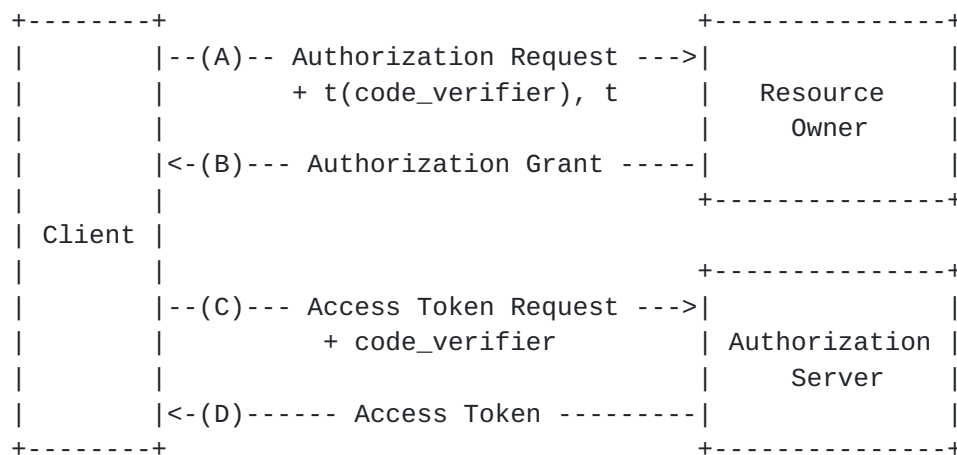 --(A)-- Authorization Request --->
+ t(code_verifier), t
Resource
Owner
<-(B)--- Authorization Grant -----
Client
--(C)--- Access Token Request --->
+ code_verifier
Authorization
Server
<-(D)------ Access Token ---------